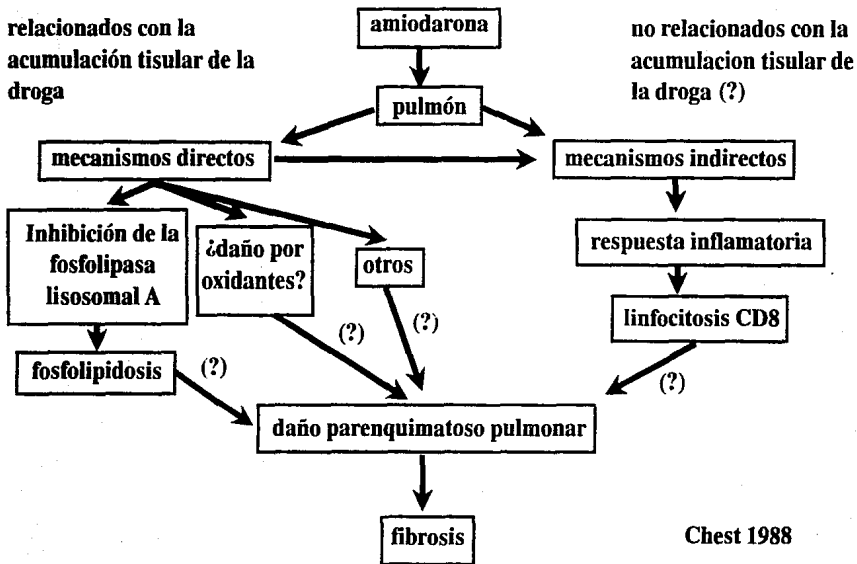 relacionados con la
acumulación tisular de la
droga
amiodarona
no relacionados con la
acumulacion tisular de
la droga (?)
pulmón
mecanismos directos
mecanismos indirectos
Inhibición de la
fosfolipasa
lisosomal A
¿daño por
oxidantes?
otros
respuesta inflamatoria
linfocitosis CD8
fosfolipidosis
(?)
(?)
(?)
(?)
daño parenquimatoso pulmonar
fibrosis
Chest 1988